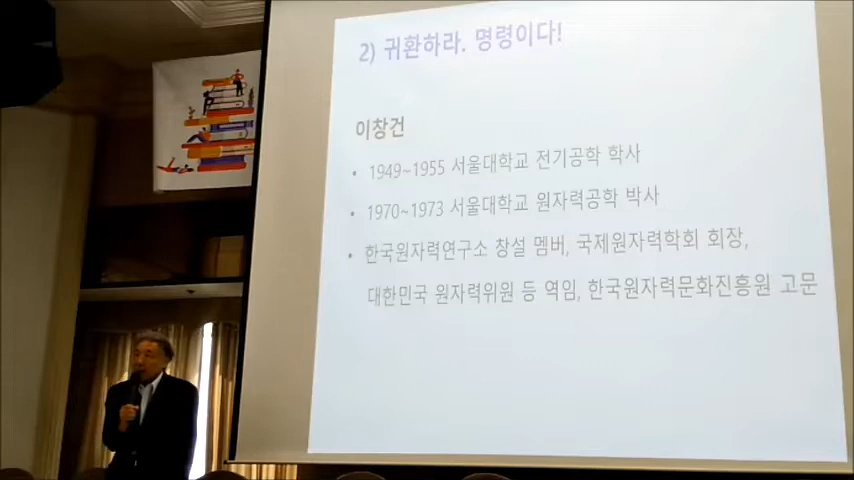 2) 귀환하라. 명령이다!
이창건
• 1949~1955 서울대학교 전기공학 학사
• 1970~1973 서울대학교 원자력공학 박사
• 한국원자력연구소 창설 멤버, 국제원자력학회 회장,
대한민국 원자력위원 등 역임, 한국원자력문화진흥원 고문